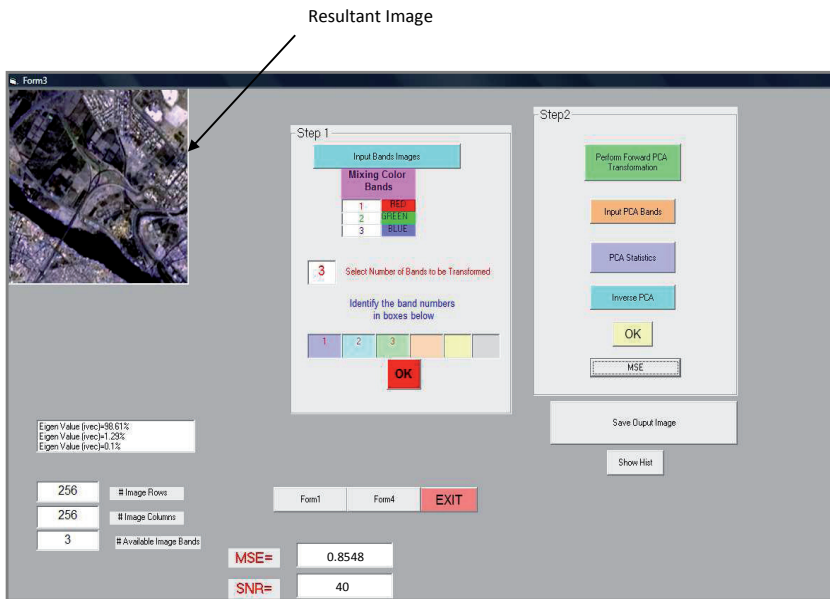 Resultant Image
Form3
Step 1
Input Bands Images
Mixing Color
Bands
1 RED
2 GREEN
3 BLUE
3 Select Number of Bands to be Transformed
Identify the band numbers
in boxes below
1 2 3
OK
Step2
Perform Forward PCA
Transformation
Input PCA Bands
PCA Statistics
Inverse PCA
OK
MSE
Save Ouput Image
Show Hist
Eigen Value (ivec)=98.61%
Eigen Value (ivec)=1.29%
Eigen Value (ivec)=0.1%
256 # Image Rows
256 # Image Columns
3 # Available Image Bands
Form1 Form4 EXIT
MSE= 0.8548
SNR= 40